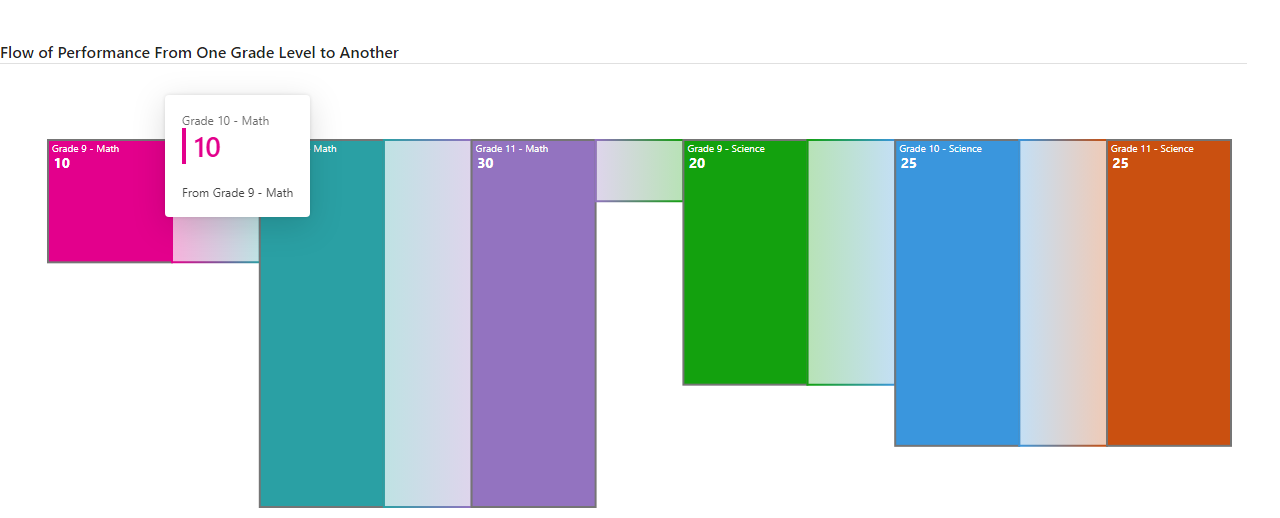 Flow of Performance From One Grade Level to Another
Grade 10 - Math
10
From Grade 9 - Math
Grade 9 - Math
10
Math
Grade 11 - Math
30
Grade 9 - Science
20
Grade 10 - Science
25
Grade 11 - Science
25